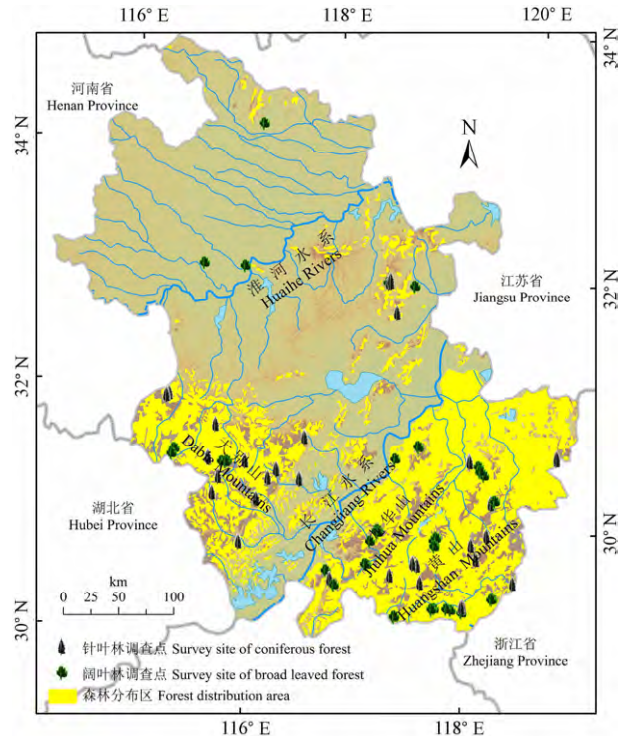 116° E
118° E
120° E
34° N
河南省
Henan Province
34° N
N
淮河水系
Huaihe Rivers
江苏省
Jiangsu Province
32° N
32° N
大别山
Dabie Mountains
长江水系
Changjiang Rivers
九华山
Jiuhua Mountains
黄山
Huangshan Mountains
湖北省
Hubei Province
30° N
km
0 25 50 100
30° N
浙江省
Zhejiang Province
针叶林调查点 Survey site of coniferous forest
阔叶林调查点 Survey site of broad leaved forest
森林分布区 Forest distribution area
116° E
118° E